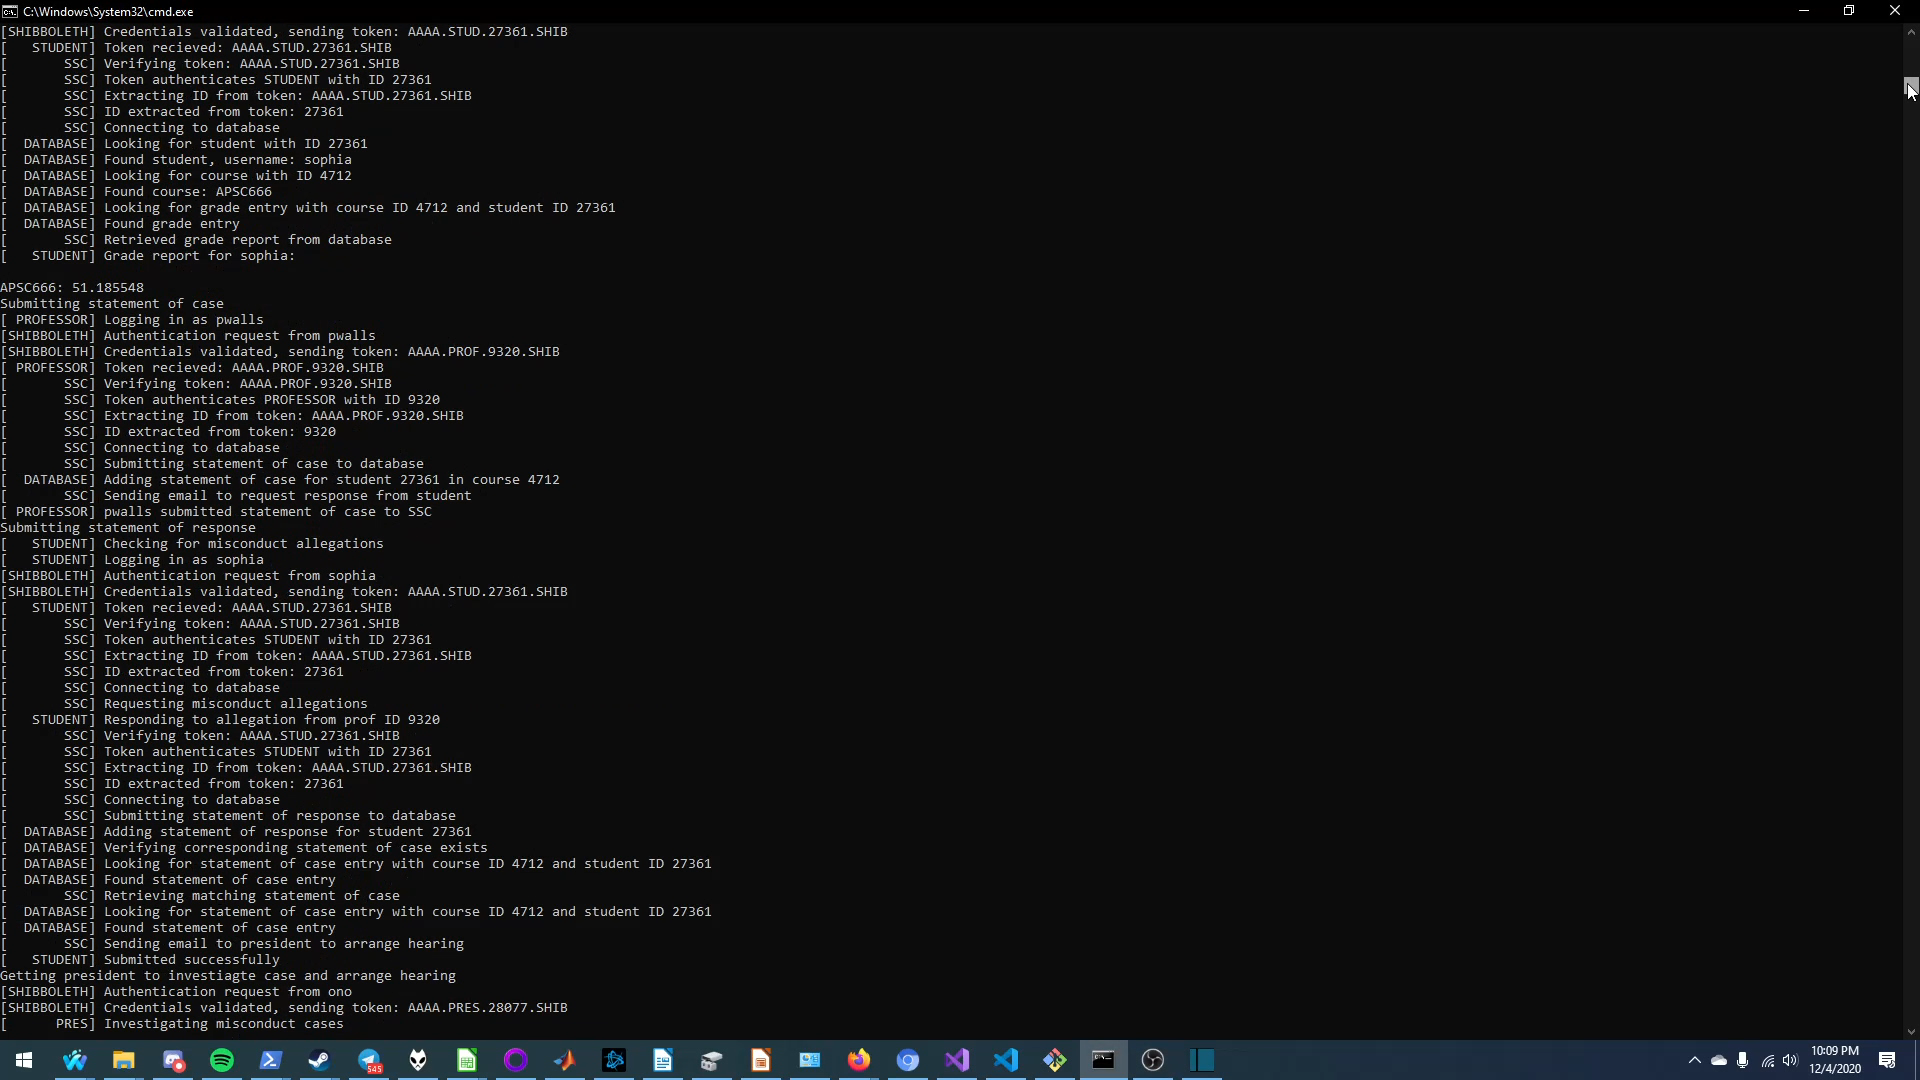 C:\Windows\System32\cmd.exe
[SHIBBOLETH] Credentials validated, sending token: AAAA.STUD.27361.SHIB
[   STUDENT] Token recieved: AAAA.STUD.27361.SHIB
[       SSC] Verifying token: AAAA.STUD.27361.SHIB
[       SSC] Token authenticates STUDENT with ID 27361
[       SSC] Extracting ID from token: AAAA.STUD.27361.SHIB
[       SSC] ID extracted from token: 27361
[       SSC] Connecting to database
[  DATABASE] Looking for student with ID 27361
[  DATABASE] Found student, username: sophia
[  DATABASE] Looking for course with ID 4712
[  DATABASE] Found course: APSC666
[  DATABASE] Looking for grade entry with course ID 4712 and student ID 27361
[  DATABASE] Found grade entry
[       SSC] Retrieved grade report from database
[   STUDENT] Grade report for sophia:
APSC666: 51.185548
Submitting statement of case
[ PROFESSOR] Logging in as pwalls
[SHIBBOLETH] Authentication request from pwalls
[SHIBBOLETH] Credentials validated, sending token: AAAA.PROF.9320.SHIB
[ PROFESSOR] Token recieved: AAAA.PROF.9320.SHIB
[       SSC] Verifying token: AAAA.PROF.9320.SHIB
[       SSC] Token authenticates PROFESSOR with ID 9320
[       SSC] Extracting ID from token: AAAA.PROF.9320.SHIB
[       SSC] ID extracted from token: 9320
[       SSC] Connecting to database
[       SSC] Submitting statement of case to database
[  DATABASE] Adding statement of case for student 27361 in course 4712
[       SSC] Sending email to request response from student
[ PROFESSOR] pwalls submitted statement of case to SSC
Submitting statement of response
[   STUDENT] Checking for misconduct allegations
[   STUDENT] Logging in as sophia
[SHIBBOLETH] Authentication request from sophia
[SHIBBOLETH] Credentials validated, sending token: AAAA.STUD.27361.SHIB
[   STUDENT] Token recieved: AAAA.STUD.27361.SHIB
[       SSC] Verifying token: AAAA.STUD.27361.SHIB
[       SSC] Token authenticates STUDENT with ID 27361
[       SSC] Extracting ID from token: AAAA.STUD.27361.SHIB
[       SSC] ID extracted from token: 27361
[       SSC] Connecting to database
[       SSC] Requesting misconduct allegations
[   STUDENT] Responding to allegation from prof ID 9320
[       SSC] Verifying token: AAAA.STUD.27361.SHIB
[       SSC] Token authenticates STUDENT with ID 27361
[       SSC] Extracting ID from token: AAAA.STUD.27361.SHIB
[       SSC] ID extracted from token: 27361
[       SSC] Connecting to database
[       SSC] Submitting statement of response to database
[  DATABASE] Adding statement of response for student 27361
[  DATABASE] Verifying corresponding statement of case exists
[  DATABASE] Looking for statement of case entry with course ID 4712 and student ID 27361
[  DATABASE] Found statement of case entry
[       SSC] Retrieving matching statement of case
[  DATABASE] Looking for statement of case entry with course ID 4712 and student ID 27361
[  DATABASE] Found statement of case entry
[       SSC] Sending email to president to arrange hearing
[   STUDENT] Submitted successfully
Getting president to investiagte case and arrange hearing
[SHIBBOLETH] Authentication request from ono
[SHIBBOLETH] Credentials validated, sending token: AAAA.PRES.28077.SHIB
[      PRES] Investigating misconduct cases
545
10:09 PM
12/4/2020